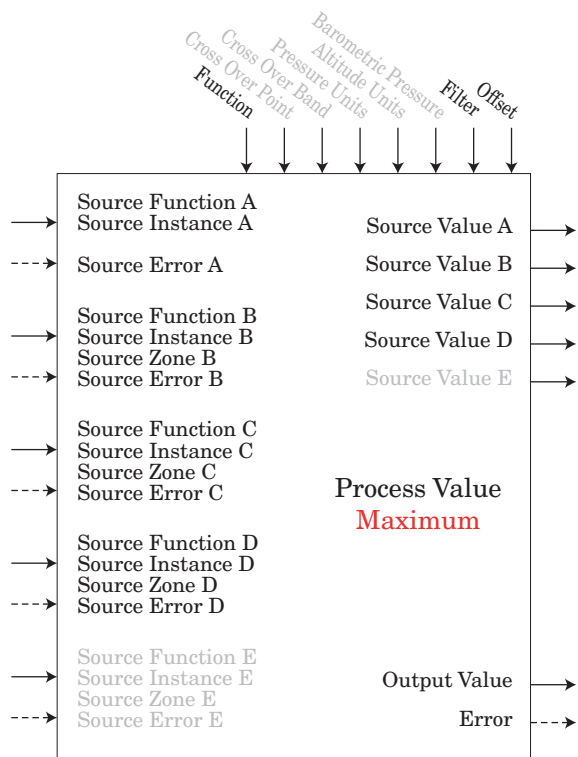 Function
Cross Over Point
Cross Over Band
Pressure Units
Altitude Units
Barometric Pressure
Filter
Offset
Source Function A
Source Instance A
Source Error A
Source Function B
Source Instance B
Source Zone B
Source Error B
Source Function C
Source Instance C
Source Zone C
Source Error C
Source Function D
Source Instance D
Source Zone D
Source Error D
Source Function E
Source Instance E
Source Zone E
Source Error E
Source Value A
Source Value B
Source Value C
Source Value D
Source Value E
Process Value
Maximum
Output Value
Error